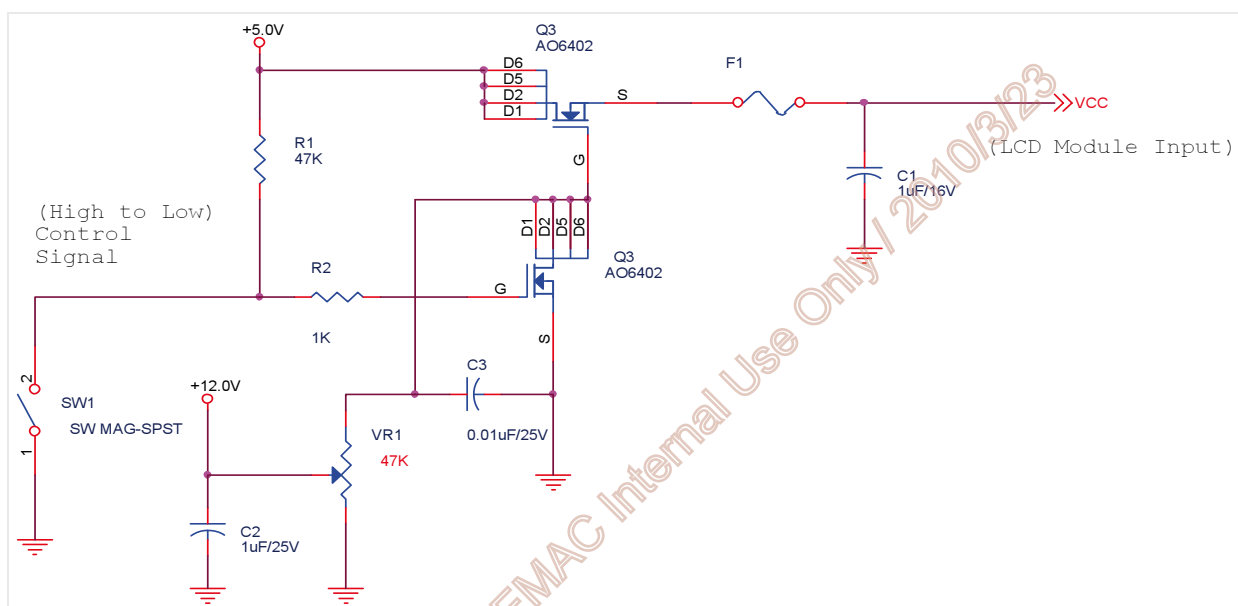 +5.0V
Q3
AO6402
D6
D5
D2
D1
S
G
F1
VCC
(LCD Module Input)
R1
47K
C1
1uF/16V
(High to Low)
Control
Signal
D1
D2
D5
D6
Q3
AO6402
R2
1K
G
S
C3
0.01uF/25V
+12.0V
2
SW1
SW MAG-SPST
1
VR1
47K
C2
1uF/25V
EMAC Internal Use Only / 2010/3/23